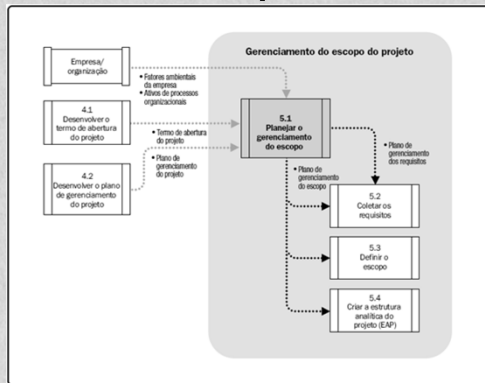 Gerenciamento do escopo do projeto
Empresa/
organização
• Fatores ambientais
da empresa
• Ativos de processos
organizacionais
4.1
Desenvolver o
termo de abertura
do projeto
• Termo de abertura
do projeto
• Plano de
gerenciamento
do projeto
4.2
Desenvolver o plano
de gerenciamento
do projeto
5.1
Planejar o
gerenciamento
do escopo
• Plano de
gerenciamento
dos requisitos
• Plano de
gerenciamento
do escopo
5.2
Coletar os
requisitos
5.3
Definir o
escopo
5.4
Criar a estrutura
analítica do
projeto (EAP)